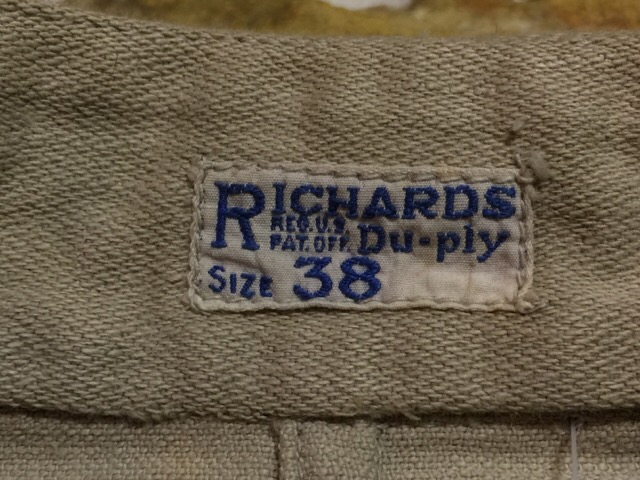 RICHARDS
REG. U.S.
PAT. OFF. Du-ply
SIZE 38